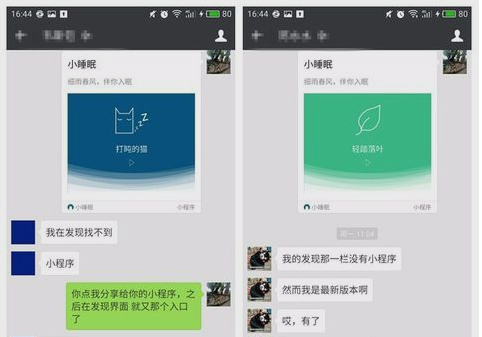 16:44
80
小睡眠
细雨春风，伴你入眠
打盹的猫
小睡眠
小程序
我在发现找不到
小程序
你点我分享给你的小程序，之
后在发现界面 就又那个入口
了
16:44
80
小睡眠
细雨春风，伴你入眠
轻踏落叶
小睡眠
小程序
周一 11:04
我的发现那一栏没有小程序
然而我是最新版本啊
哎，有了